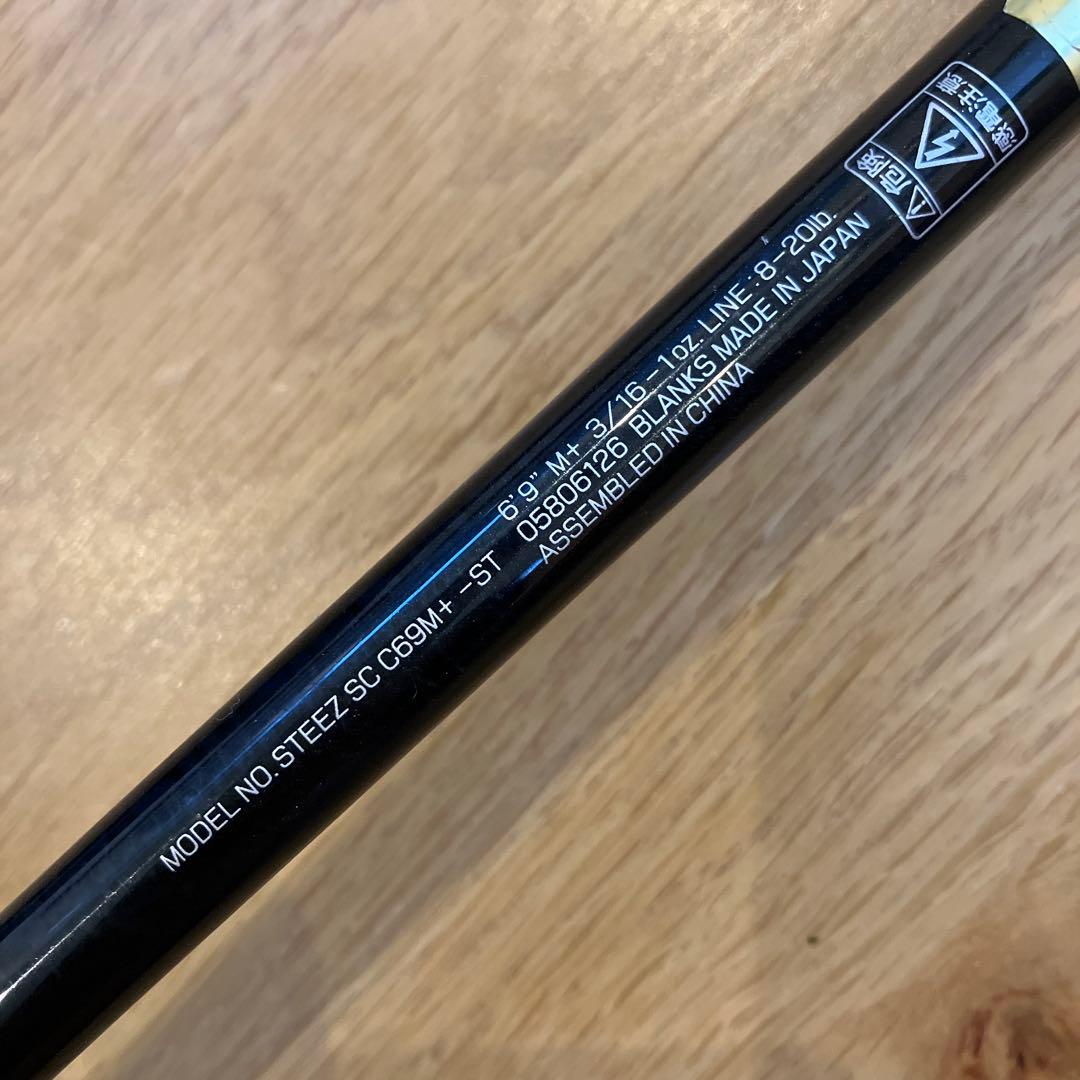 MODEL NO. STEEZ SC C69M+ -ST
6'9" M+ 3/16-1oz. LINE:8-20lb.
05806126 BLANKS MADE IN JAPAN
ASSEMBLED IN CHINA
危険
感電注意